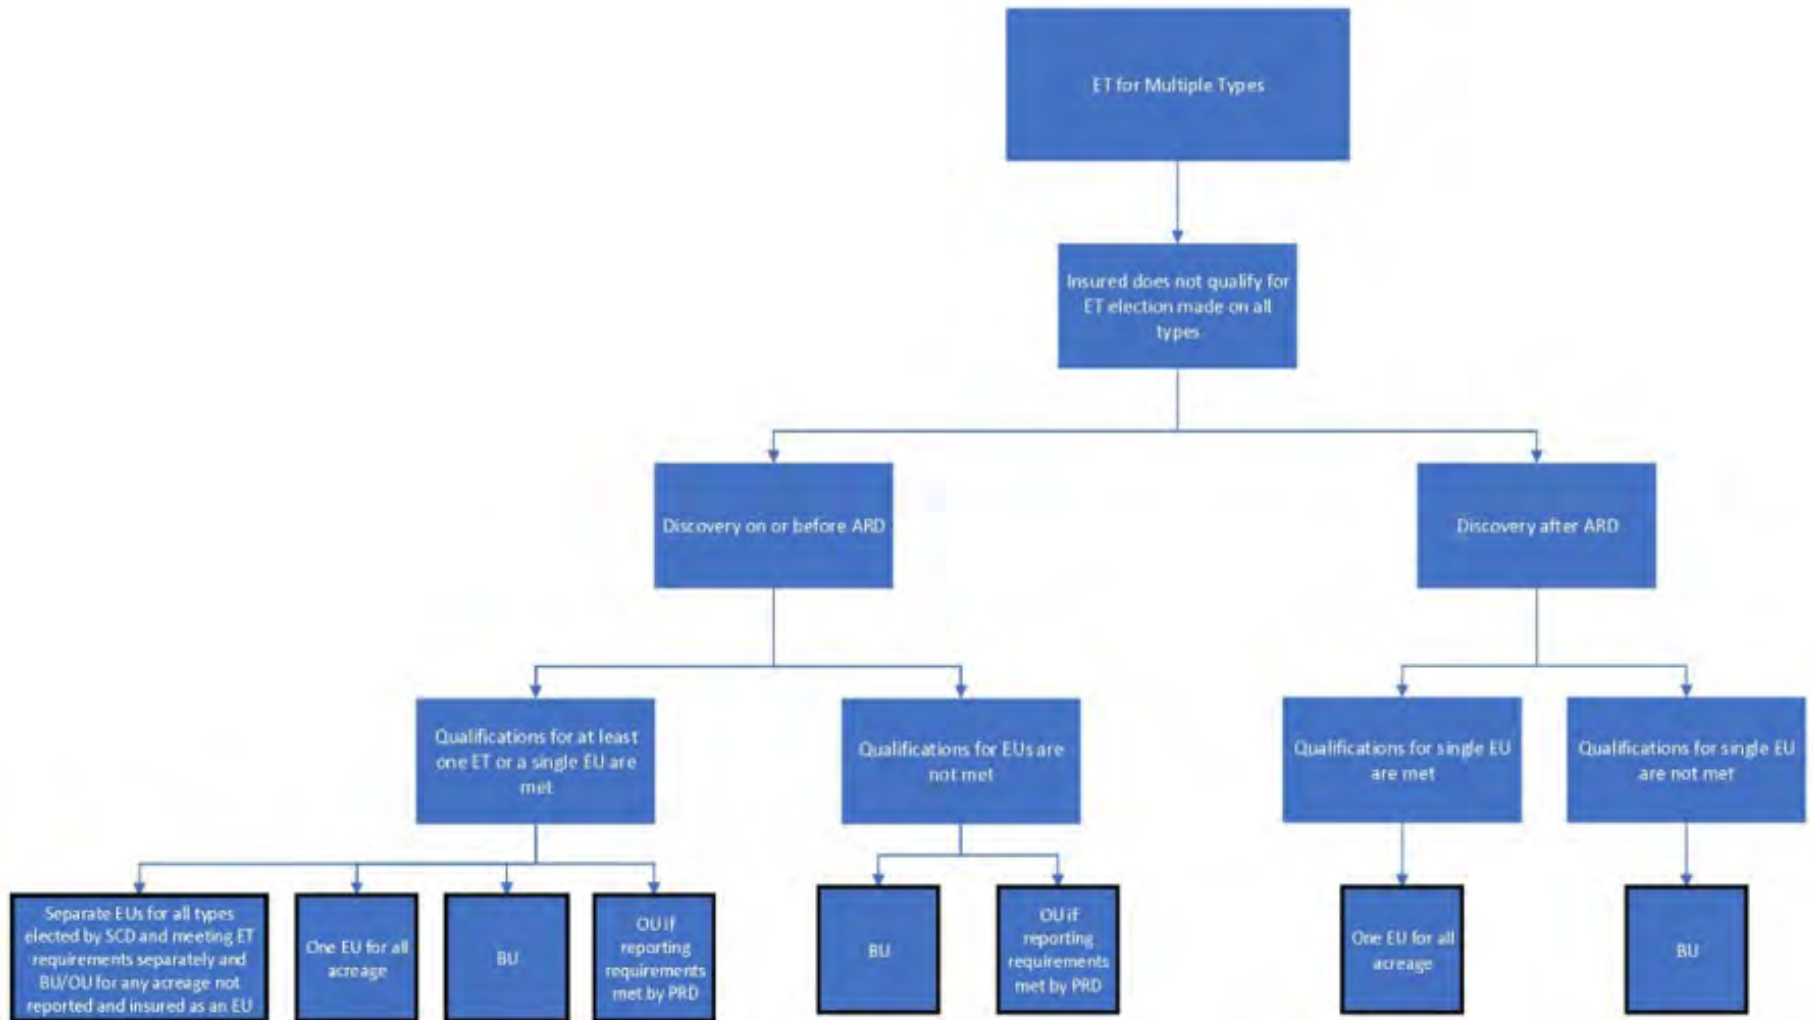 ET for Multiple Types
Insured does not qualify for
ET election made on all
types
Discovery on or before ARD
Discovery after ARD
Qualifications for at least
one ET or a single EU are
met
Qualifications for EUs are
not met
Qualifications for single EU
are met
Qualifications for single EU
are not met
Separate EUs for all types
elected by SCD and meeting ET
requirements separately and
BU/OU for any acreage not
reported and insured as an EU
One EU for all
acreage
BU
OU if
reporting
requirements
met by PRD
BU
OU if
reporting
requirements
met by PRD
One EU for all
acreage
BU